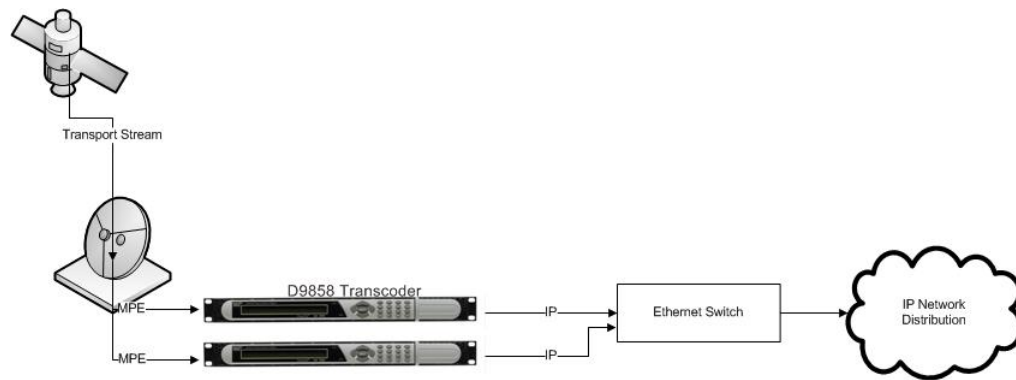 Transport Stream
D9858 Transcoder
MPE
IP
Ethernet Switch
IP Network
Distribution
MPE
IP